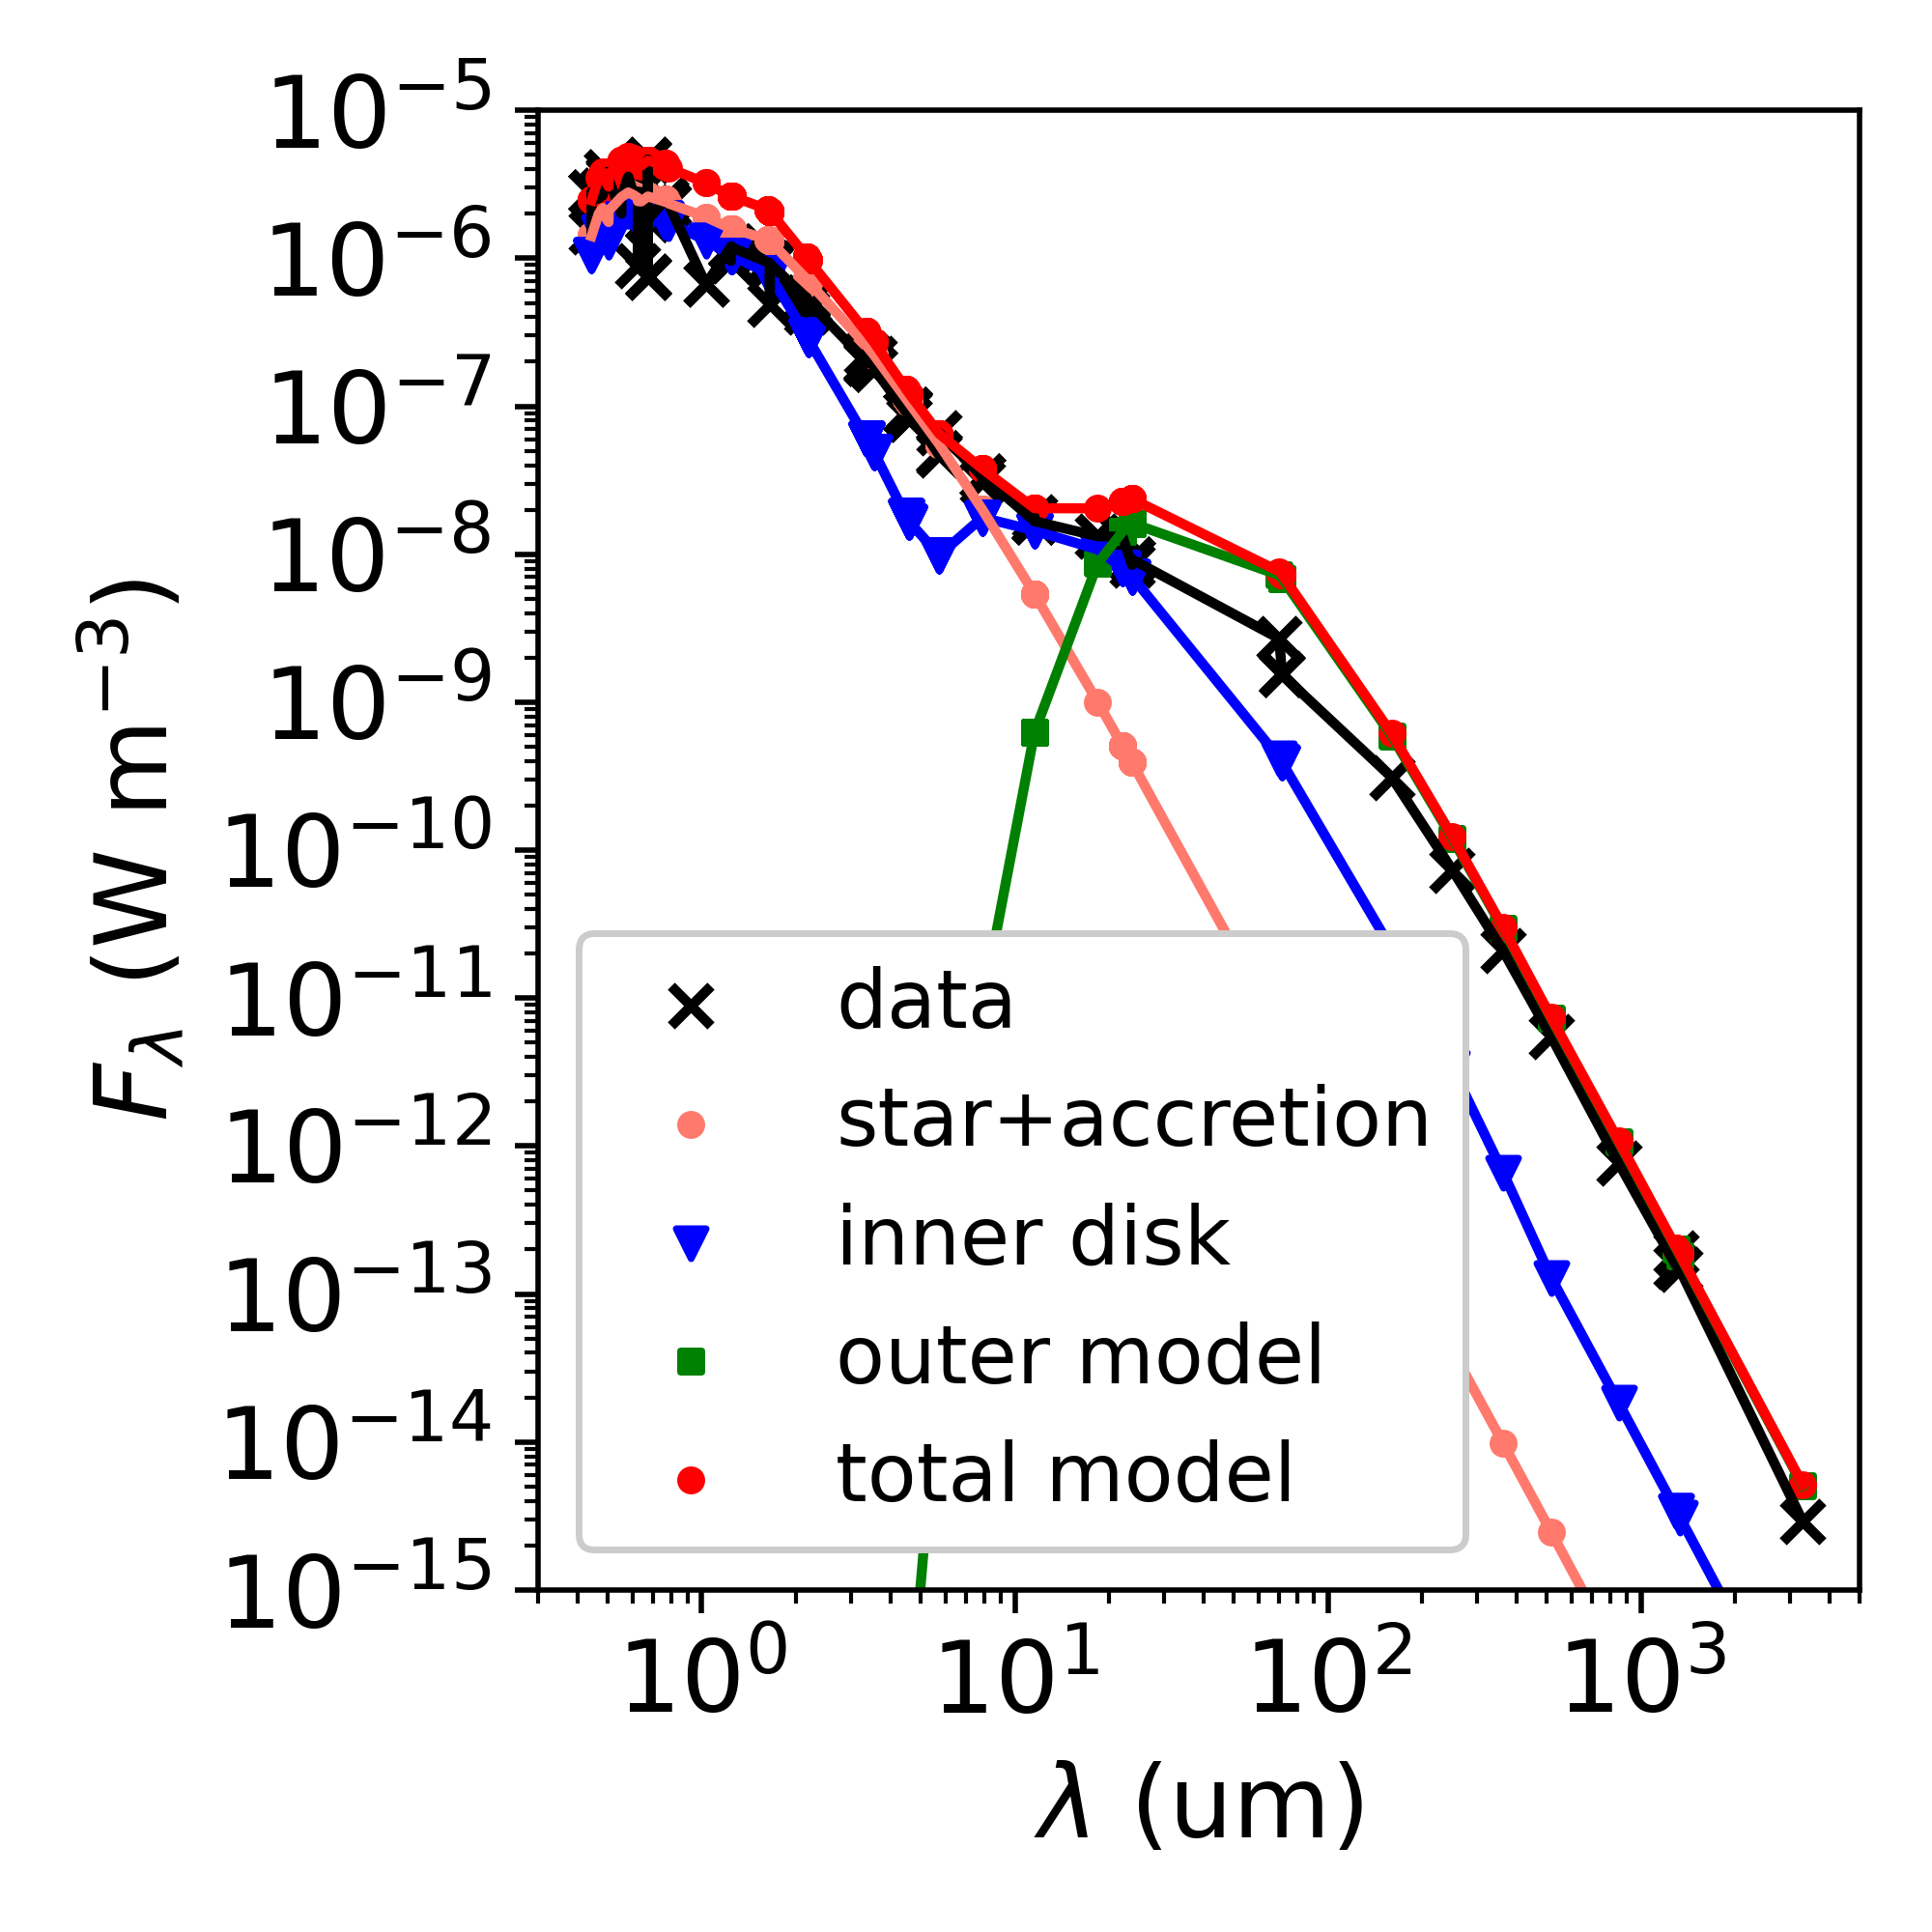 10⁻⁵
10⁻⁶
10⁻⁷
10⁻⁸
10⁻⁹
10⁻¹⁰
10⁻¹¹
10⁻¹²
10⁻¹³
10⁻¹⁴
10⁻¹⁵
F_λ (W m⁻³)
data
star+accretion
inner disk
outer model
total model
10⁰ 10¹ 10² 10³
λ (um)